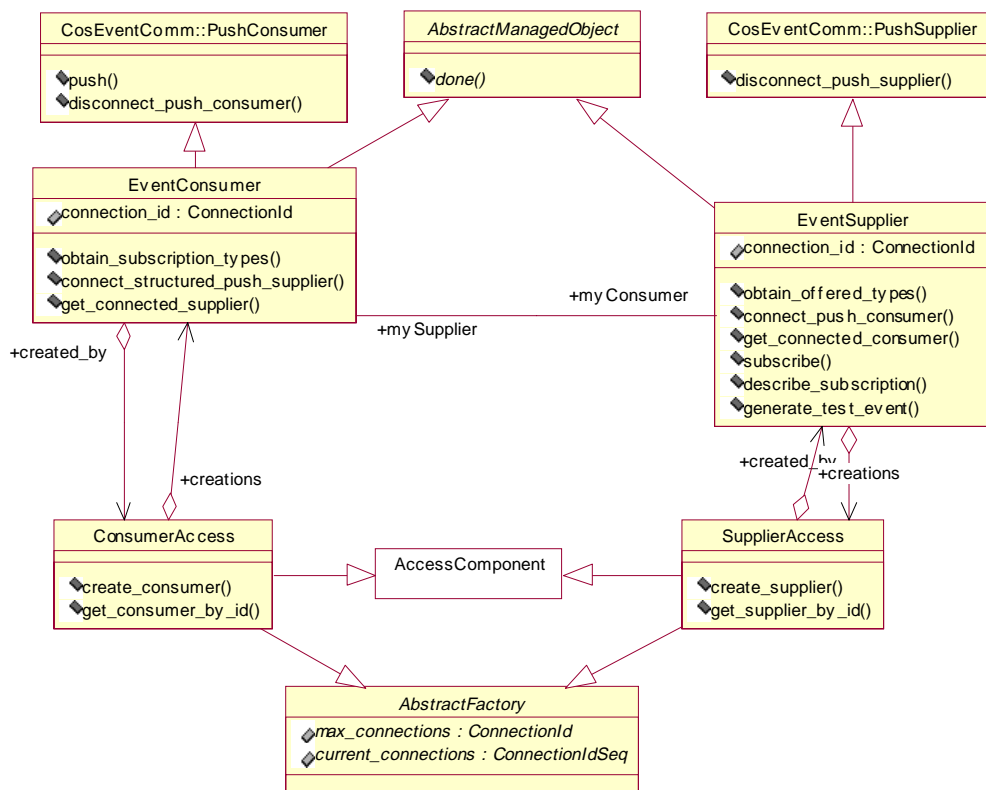 CosEventComm::PushConsumer
push()
disconnect_push_consumer()
AbstractManagedObject
done()
CosEventComm::PushSupplier
disconnect_push_supplier()
EventConsumer
connection_id : ConnectionId
obtain_subscription_types()
connect_structured_push_supplier()
get_connected_supplier()
EventSupplier
connection_id : ConnectionId
obtain_offered_types()
connect_push_consumer()
get_connected_consumer()
subscribe()
describe_subscription()
generate_test_event()
+myConsumer
+mySupplier
+created_by
+creations
+created_by
+creations
ConsumerAccess
create_consumer()
get_consumer_by_id()
AccessComponent
SupplierAccess
create_supplier()
get_supplier_by_id()
AbstractFactory
max_connections : ConnectionId
current_connections : ConnectionIdSeq